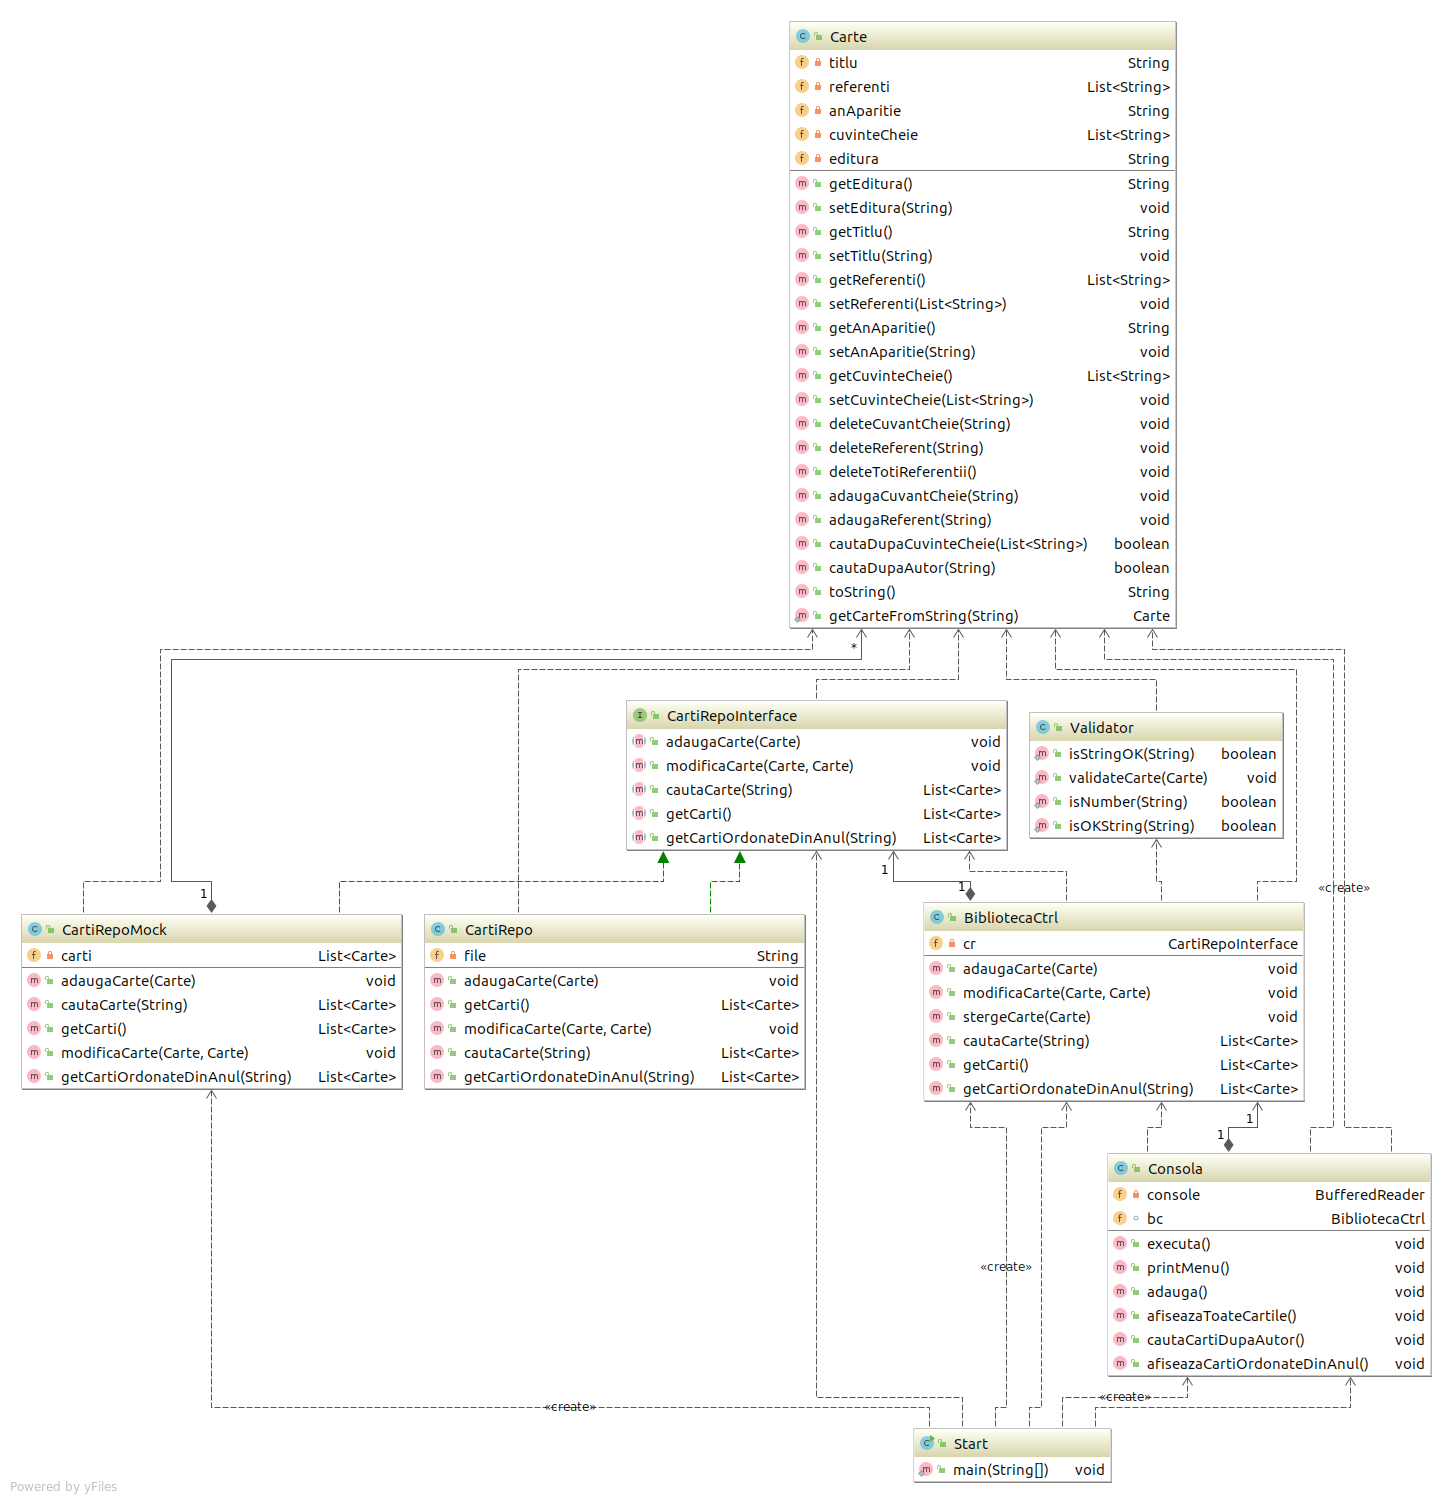 Carte
titlu String
referenti List<String>
anAparitie String
cuvinteCheie List<String>
editura String
getEditura() String
setEditura(String) void
getTitlu() String
setTitlu(String) void
getReferenti() List<String>
setReferenti(List<String>) void
getAnAparitie() String
setAnAparitie(String) void
getCuvinteCheie() List<String>
setCuvinteCheie(List<String>) void
deleteCuvantCheie(String) void
deleteReferent(String) void
deleteTotiReferentii() void
adaugaCuvantCheie(String) void
adaugaReferent(String) void
cautaDupaCuvinteCheie(List<String>) boolean
cautaDupaAutor(String) boolean
toString() String
getCarteFromString(String) Carte
*
CartiRepoInterface
adaugaCarte(Carte) void
modificaCarte(Carte, Carte) void
cautaCarte(String) List<Carte>
getCarti() List<Carte>
getCartiOrdonateDinAnul(String) List<Carte>
Validator
isStringOK(String) boolean
validateCarte(Carte) void
isNumber(String) boolean
isOKString(String) boolean
1
1
1
«create»
CartiRepoMock
carti List<Carte>
adaugaCarte(Carte) void
cautaCarte(String) List<Carte>
getCarti() List<Carte>
modificaCarte(Carte, Carte) void
getCartiOrdonateDinAnul(String) List<Carte>
CartiRepo
file String
adaugaCarte(Carte) void
getCarti() List<Carte>
modificaCarte(Carte, Carte) void
cautaCarte(String) List<Carte>
getCartiOrdonateDinAnul(String) List<Carte>
BibliotecaCtrl
cr CartiRepoInterface
adaugaCarte(Carte) void
modificaCarte(Carte, Carte) void
stergeCarte(Carte) void
cautaCarte(String) List<Carte>
getCarti() List<Carte>
getCartiOrdonateDinAnul(String) List<Carte>
1
1
Consola
console BufferedReader
bc BibliotecaCtrl
executa() void
printMenu() void
adauga() void
afiseazaToateCartile() void
cautaCartiDupaAutor() void
afiseazaCartiOrdonateDinAnul() void
«create»
«create»
«create»
Start
main(String[]) void
Powered by yFiles